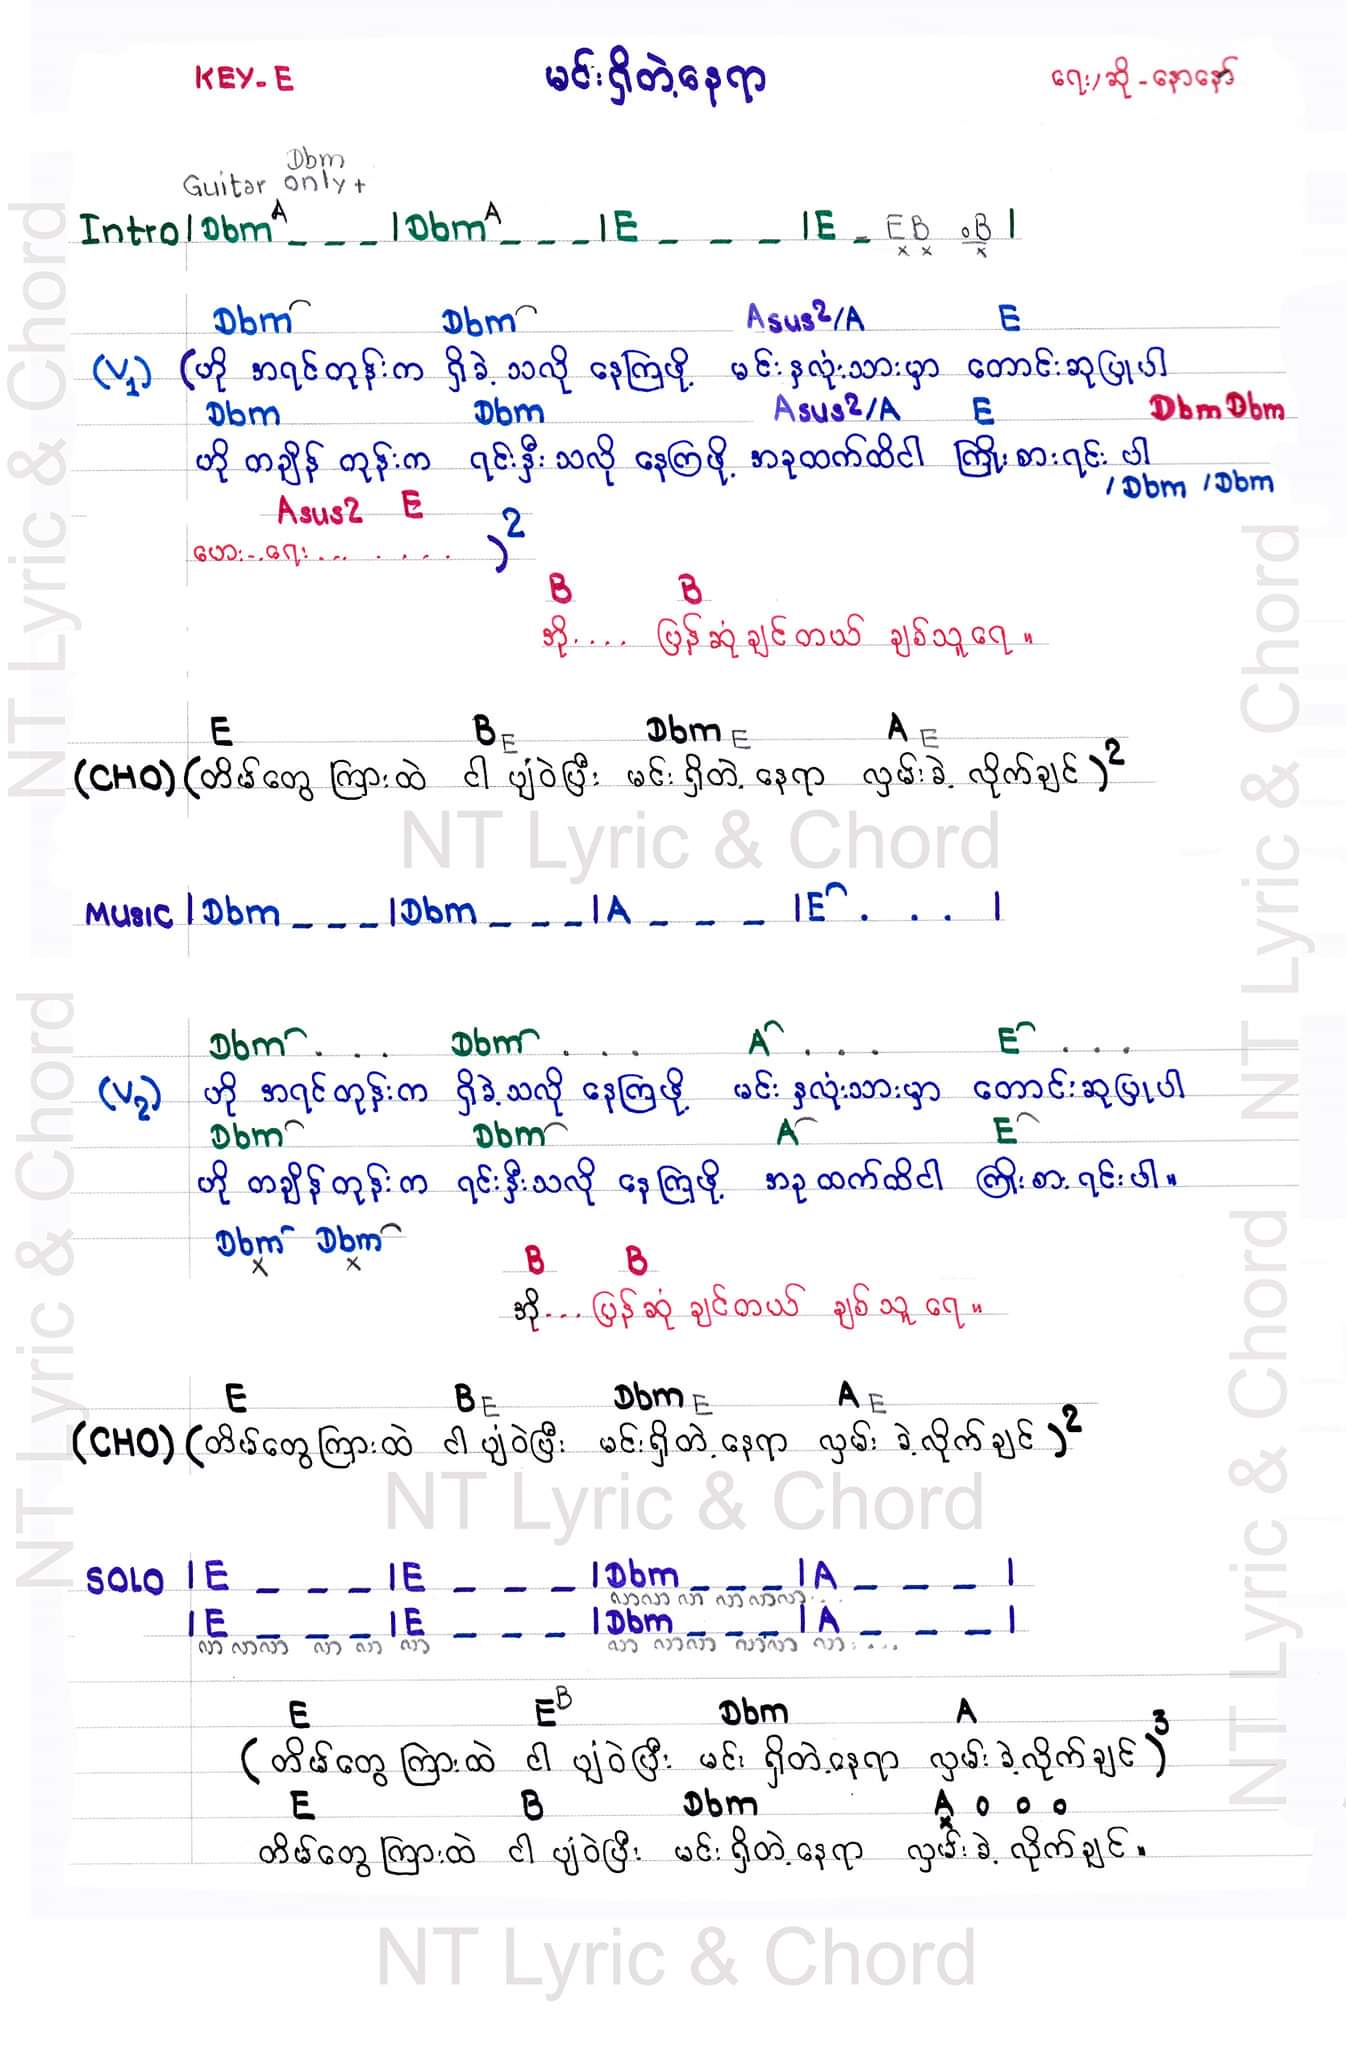 KEY-E မင်းရှိတဲ့နေရာ ရေး/ဆို - နောနော်
Dbm
Guitar only +
Intro | Dbm A _ _ _ | Dbm A _ _ _ | E _ _ _ | E _ E B . B |
x x x
Dbm Dbm Asus2/A E
(V1) (ဟို အရင်တုန်းက ရှိခဲ့သလို နေကြဖို့ မင်းနှလုံးသားမှာ တောင်းဆုပြုပါ
Dbm Dbm Asus2/A E Dbm Dbm
ဟို တချိန်တုန်းက ရင်းနှီးသလို နေကြဖို့ အခုထက်ထိငါ ကြိုးစားရင်းပါ
/Dbm /Dbm
Asus2 E
ဟေး...ရေး... .... )2
B B
အို.... ပြန်ဆုံချင်တယ် ချစ်သူရေ။
E B E Dbm E A E
(CHO) (တိမ်တွေကြားထဲ ငါပျံဝဲပြီး မင်းရှိတဲ့နေရာ လှမ်းခဲ့လိုက်ချင် )2
NT Lyric & Chord
MUSIC | Dbm _ _ _ | Dbm _ _ _ | A _ _ _ | E . . . |
Dbm . . . Dbm . . . A . . . E . . .
(V2) ဟို အရင်တုန်းက ရှိခဲ့သလို နေကြဖို့ မင်းနှလုံးသားမှာ တောင်းဆုပြုပါ
Dbm Dbm A E
ဟို တချိန်တုန်းက ရင်းနှီးသလို နေကြဖို့ အခုထက်ထိငါ ကြိုးစားရင်းပါ။
Dbm Dbm
x x
B B
အို... ပြန်ဆုံချင်တယ် ချစ်သူရေ။
E B E Dbm E A E
(CHO) (တိမ်တွေကြားထဲ ငါပျံဝဲပြီး မင်းရှိတဲ့နေရာ လှမ်းခဲ့လိုက်ချင် )2
NT Lyric & Chord
SOLO | E _ _ _ | E _ _ _ | Dbm _ _ _ | A _ _ _ |
လာလာ လာ လာလာလာ...
| E _ _ _ | E _ _ _ | Dbm _ _ _ | A _ _ _ |
လာ လာလာ လာ လာ လာ လာ လာလာ လာလာ လာ....
E E B Dbm A
(တိမ်တွေကြားထဲ ငါပျံဝဲပြီး မင်းရှိတဲ့နေရာ လှမ်းခဲ့လိုက်ချင် )3
E B Dbm A o o o
x
တိမ်တွေကြားထဲ ငါပျံဝဲပြီး မင်းရှိတဲ့နေရာ လှမ်းခဲ့လိုက်ချင်။
NT Lyric & Chord
NT Lyric & Chord
NT Lyric & Chord
NT Lyric & Chord
NT Lyric & Chord